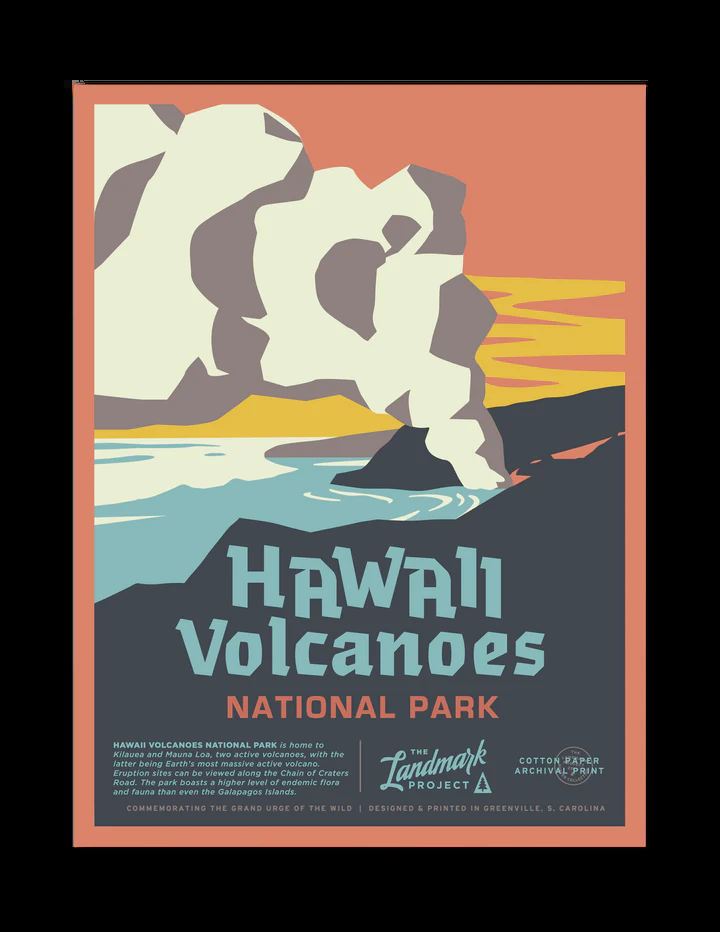 HAWAII
Volcanoes
NATIONAL PARK
HAWAII VOLCANOES NATIONAL PARK is home to
Kilauea and Mauna Loa, two active volcanoes, with the
latter being Earth's most massive active volcano.
Eruption sites can be viewed along the Chain of Craters
Road. The park boasts a higher level of endemic flora
and fauna than even the Galapagos Islands.
THE
Landmark
PROJECT
COTTON PAPER
ARCHIVAL PRINT
COMMEMORATING THE GRAND URGE OF THE WILD | DESIGNED & PRINTED IN GREENVILLE, S. CAROLINA